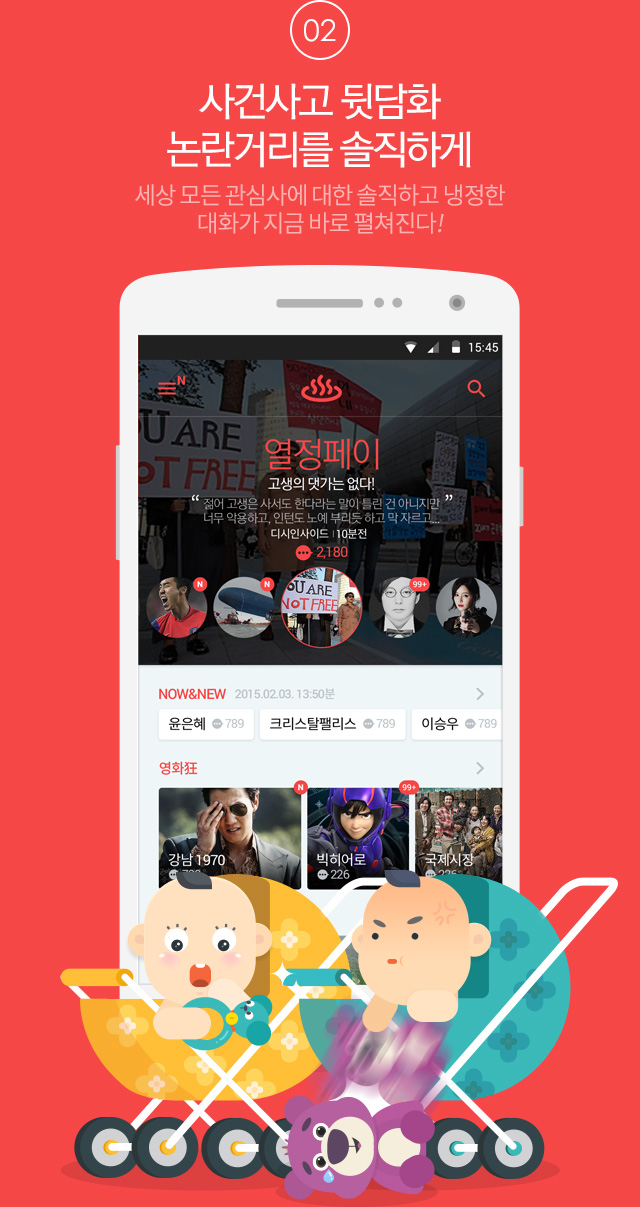 02
사건사고 뒷담화
논란거리를 솔직하게
세상 모든 관심사에 대한 솔직하고 냉정한
대화가 지금 바로 펼쳐진다!
15:45
N
U ARE
OT FREE
열정페이
고생의 댓가는 없다!
“ 젊어 고생은 사서도 한다라는 말이 틀린 건 아니지만 ”
너무 악용하고, 인턴도 노예 부리듯 하고 막 자르고...
디시인사이드 | 10분전
2,180
N
N
99+
OU ARE
NOT FREE
NOW&NEW 2015.02.03. 13:50분
윤은혜 789
크리스탈팰리스 789
이승우 789
영화狂
N
99+
강남 1970
빅히어로
국제시장
226